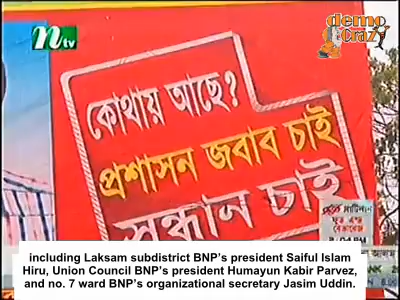 ntv
demo
Crazy
কোথায় আছে?
প্রশাসন জবাব চাই
সন্ধান চাই
including Laksam subdistrict BNP's president Saiful Islam
Hiru, Union Council BNP's president Humayun Kabir Parvez,
and no. 7 ward BNP's organizational secretary Jasim Uddin.